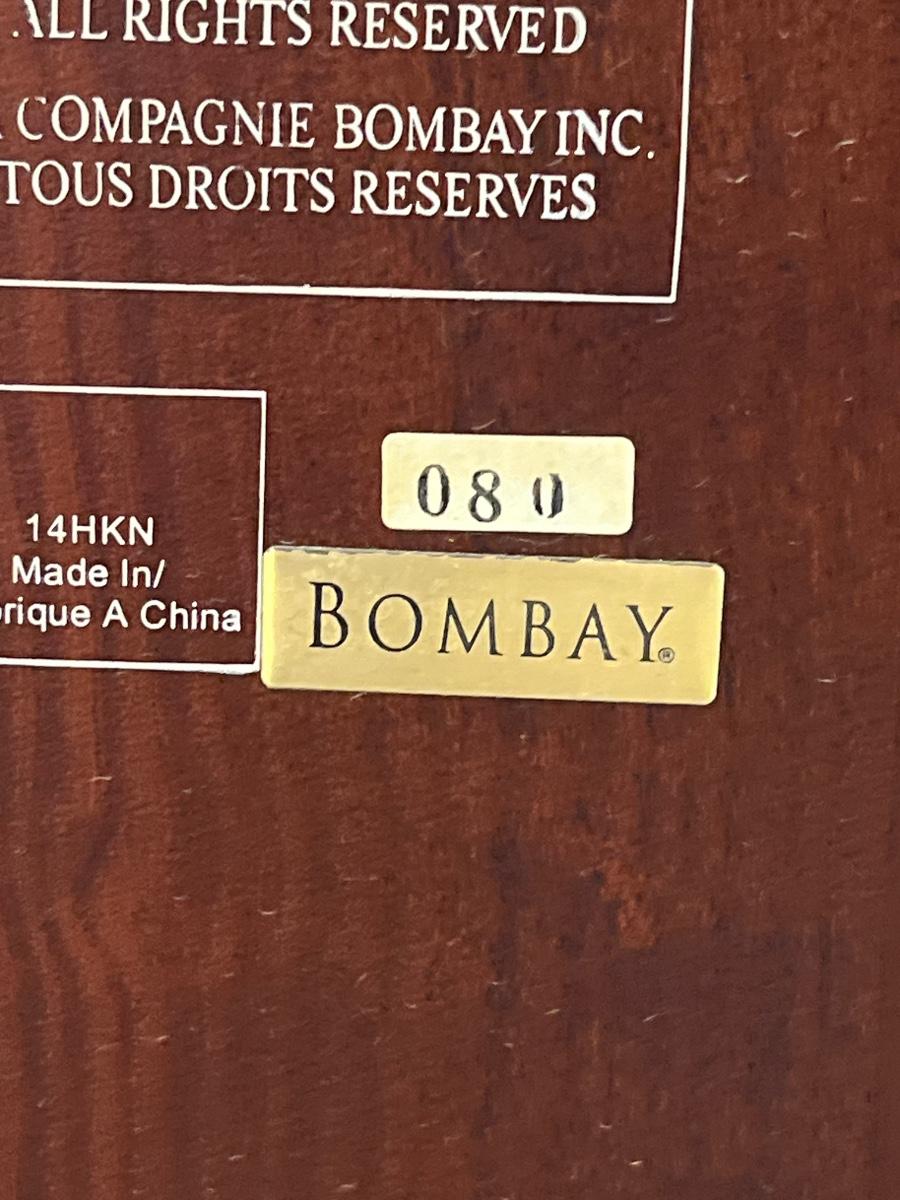 ALL RIGHTS RESERVED
COMPAGNIE BOMBAY INC.
TOUS DROITS RESERVES
080
14HKN
Made In/
rique A China
BOMBAY®